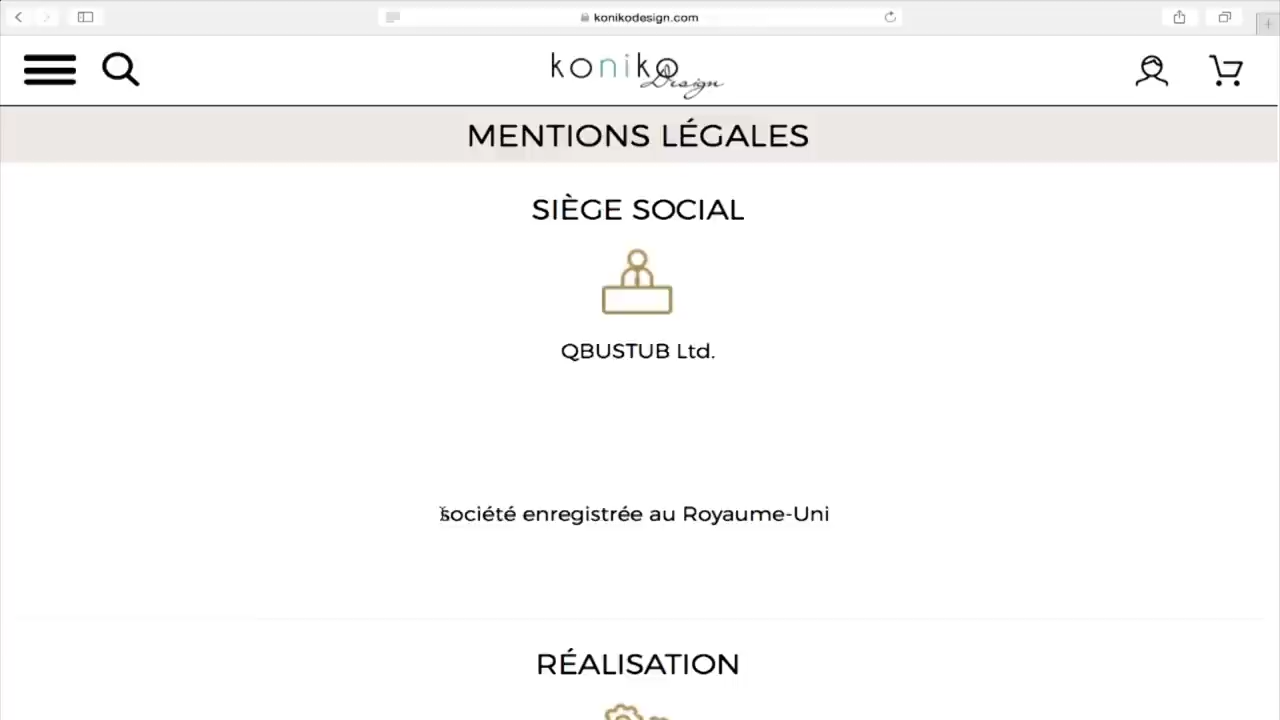 konikodesign.com
koniko
Design
MENTIONS LÉGALES
SIÈGE SOCIAL
QBUSTUB Ltd.
société enregistrée au Royaume-Uni
RÉALISATION